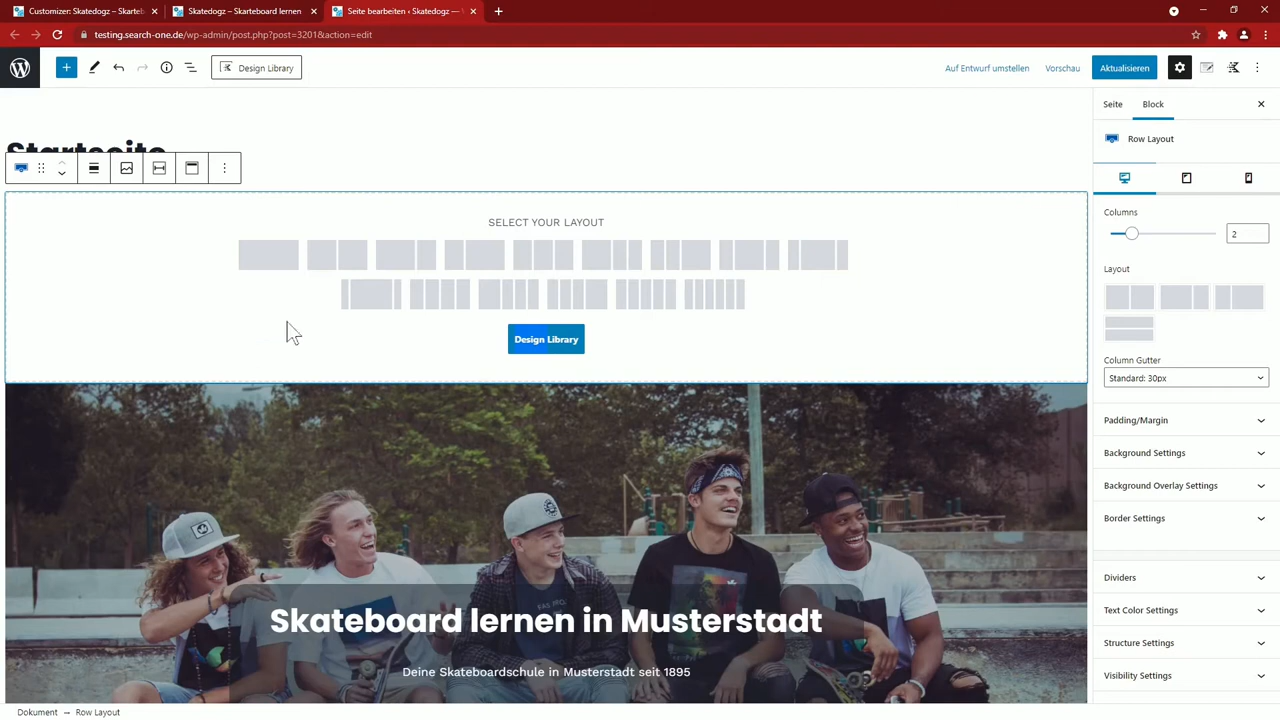 Customizer: Skatedogz – Skarteb
Skatedogz – Skarteboard lernen
Seite bearbeiten ‹ Skatedogz —
testing.search-one.de/wp-admin/post.php?post=3201&action=edit
Design Library
Auf Entwurf umstellen
Vorschau
Aktualisieren
Startseite
Seite
Block
Row Layout
SELECT YOUR LAYOUT
Design Library
Columns
2
Layout
Column Gutter
Standard: 30px
Padding/Margin
Background Settings
Background Overlay Settings
Border Settings
Dividers
Text Color Settings
Structure Settings
Visibility Settings
Skateboard lernen in Musterstadt
Deine Skateboardschule in Musterstadt seit 1895
Dokument → Row Layout